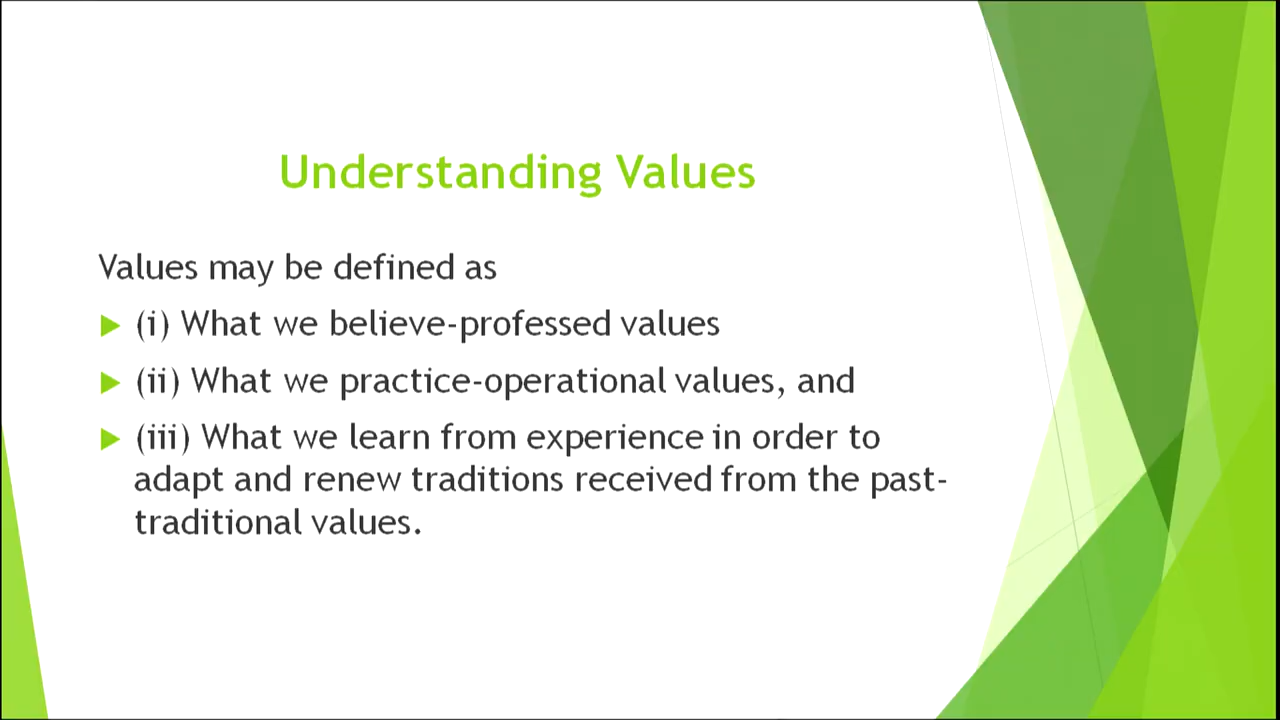 Understanding Values
Values may be defined as
(i) What we believe-professed values
(ii) What we practice-operational values, and
(iii) What we learn from experience in order to
adapt and renew traditions received from the past-
traditional values.